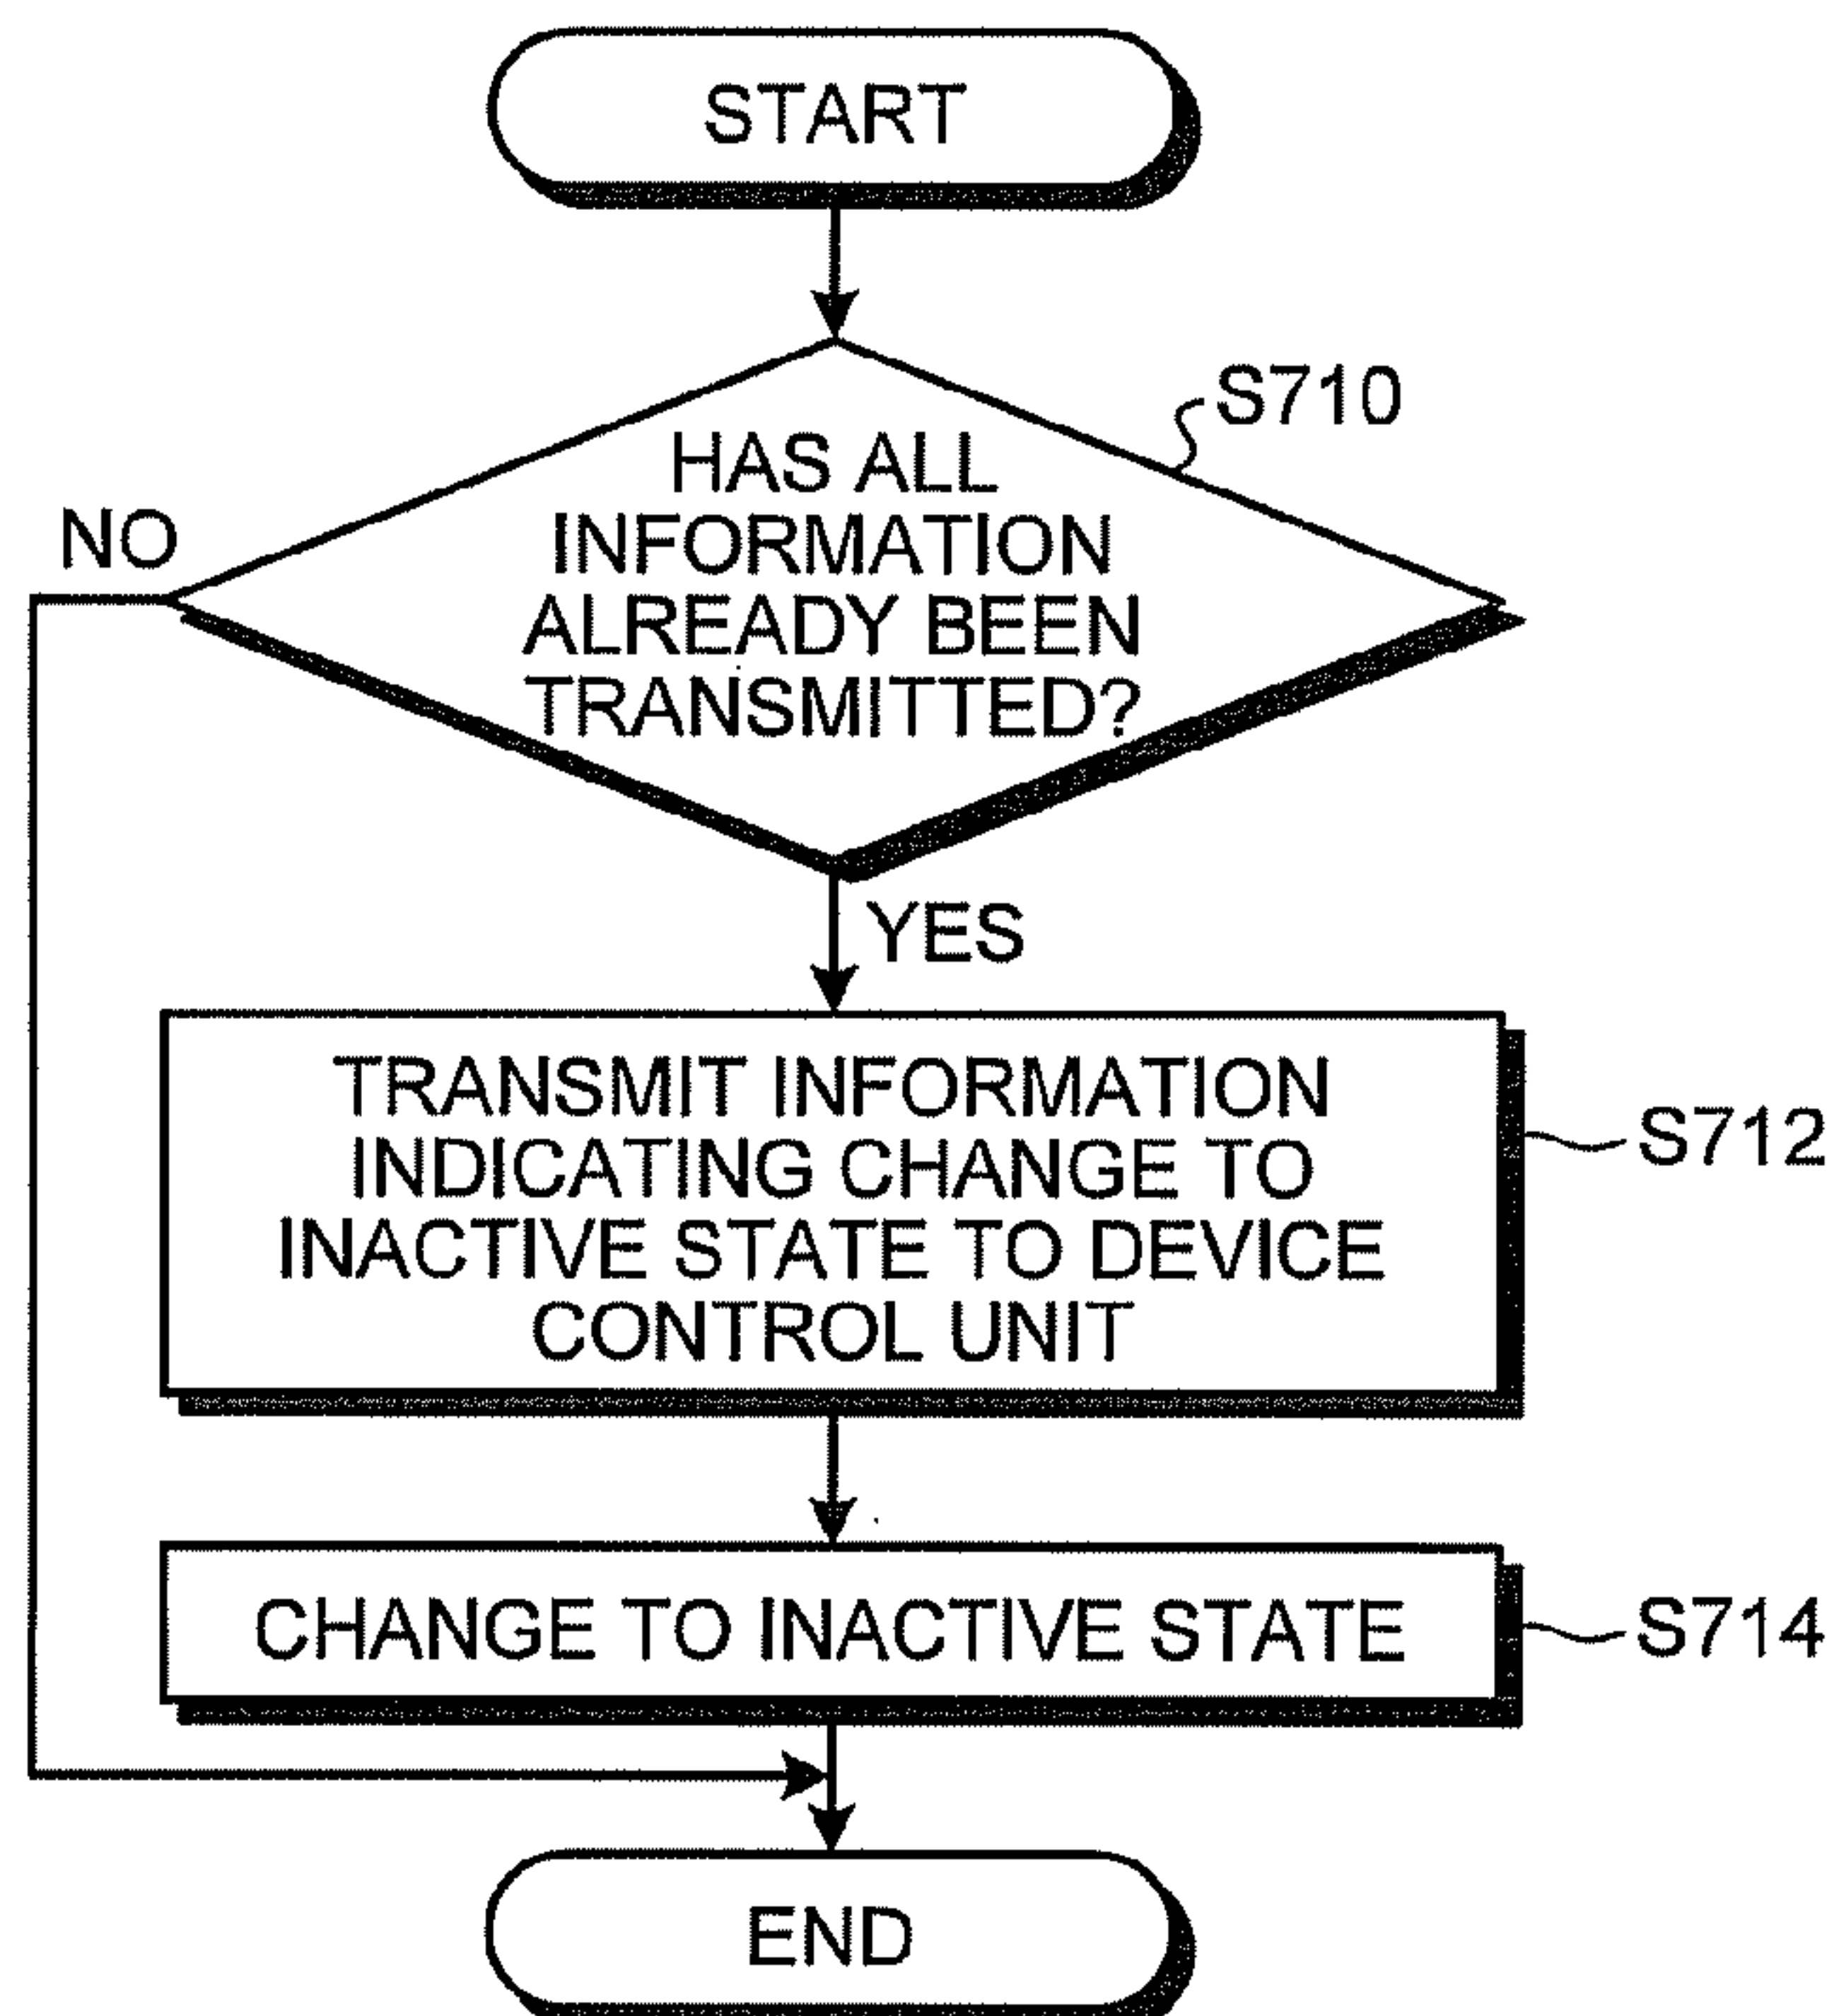 START
S710
HAS ALL
INFORMATION
ALREADY BEEN
TRANSMITTED?
NO
YES
TRANSMIT INFORMATION
INDICATING CHANGE TO
INACTIVE STATE TO DEVICE
CONTROL UNIT
S712
CHANGE TO INACTIVE STATE
S714
END